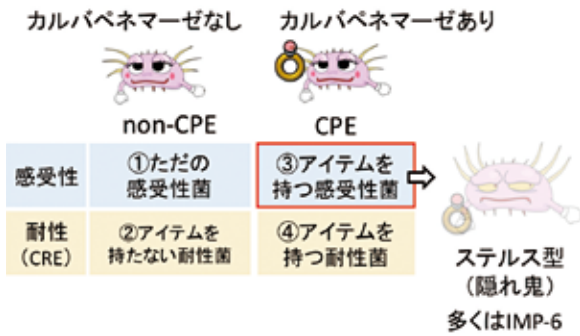 カルバペネマーゼなし
カルバペネマーゼあり
non-CPE
CPE
感受性
①ただの
感受性菌
③アイテムを
持つ感受性菌
耐性
(CRE)
②アイテムを
持たない耐性菌
④アイテムを
持つ耐性菌
ステルス型
(隠れ鬼)
多くはIMP-6